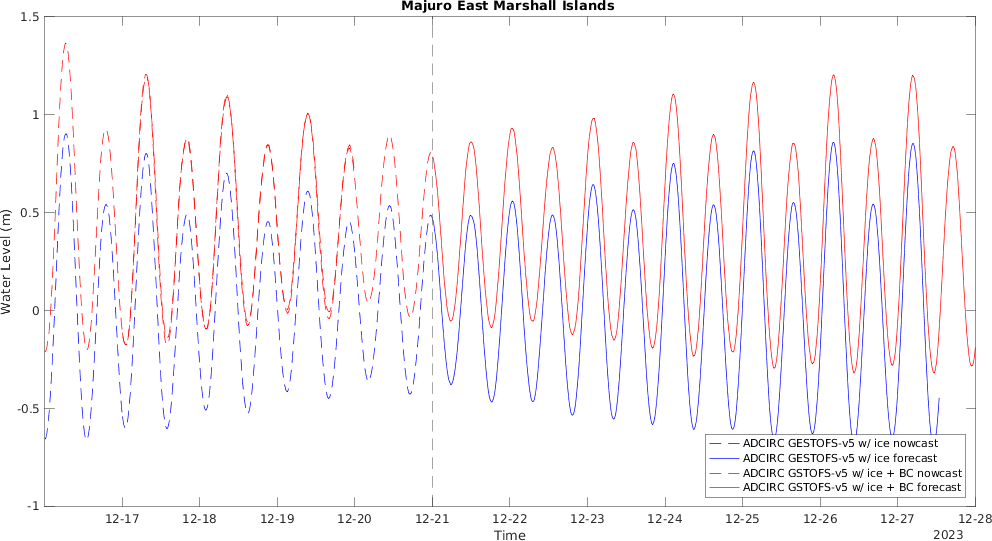 Majuro East Marshall Islands
Water Level (m)
1.5
1
0.5
0
-0.5
-1
ADCIRC GESTOFS-v5 w/ ice nowcast
ADCIRC GESTOFS-v5 w/ ice forecast
ADCIRC GSTOFS-v5 w/ ice + BC nowcast
ADCIRC GSTOFS-v5 w/ ice + BC forecast
12-17 12-18 12-19 12-20 12-21 12-22 12-23 12-24 12-25 12-26 12-27 12-28
Time
2023